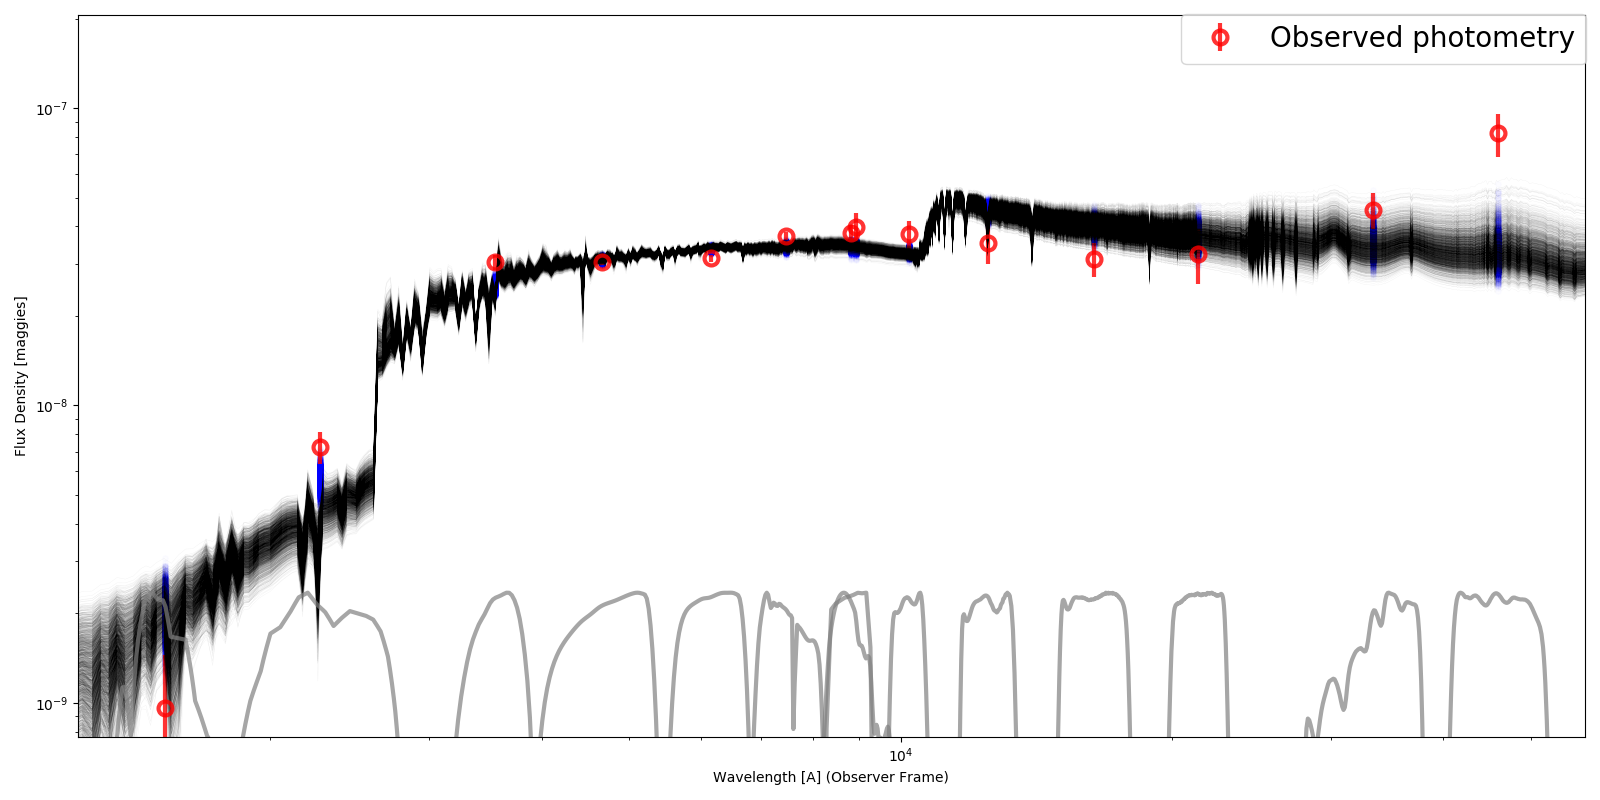 Observed photometry
10^-7
10^-8
10^-9
Flux Density [maggies]
10^4
Wavelength [A] (Observer Frame)